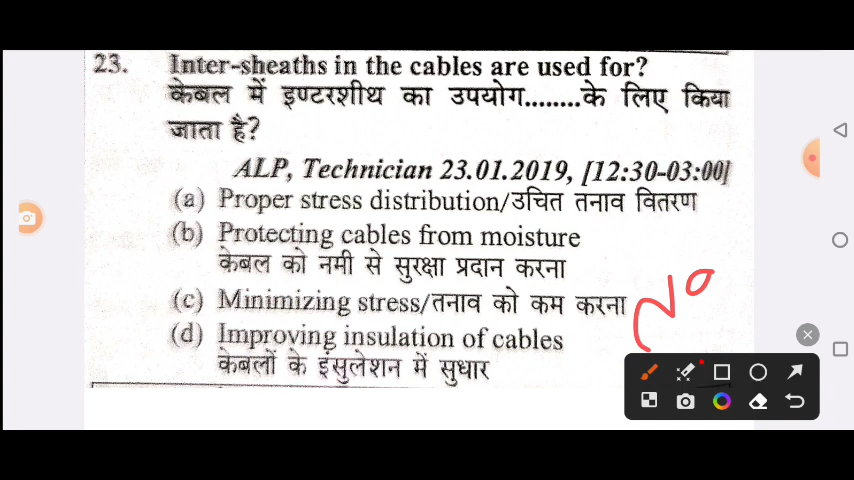 23. Inter-sheaths in the cables are used for?
केबल में इण्टरशीथ का उपयोग........के लिए किया
जाता है?
ALP, Technician 23.01.2019, [12:30-03:00]
(a) Proper stress distribution/उचित तनाव वितरण
(b) Protecting cables from moisture
केबल को नमी से सुरक्षा प्रदान करना
(c) Minimizing stress/तनाव को कम करना
(d) Improving insulation of cables
केबलों के इंसुलेशन में सुधार
No